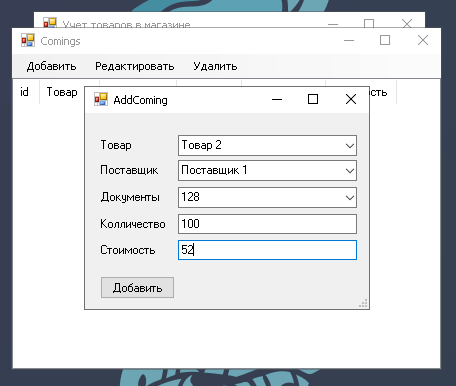 Учет товаров в магазине
Comings
Добавить Редактировать Удалить
id Товар
AddComing
Товар Товар 2
Поставщик Поставщик 1
Документы 128
Колличество 100
Стоимость 52
Добавить